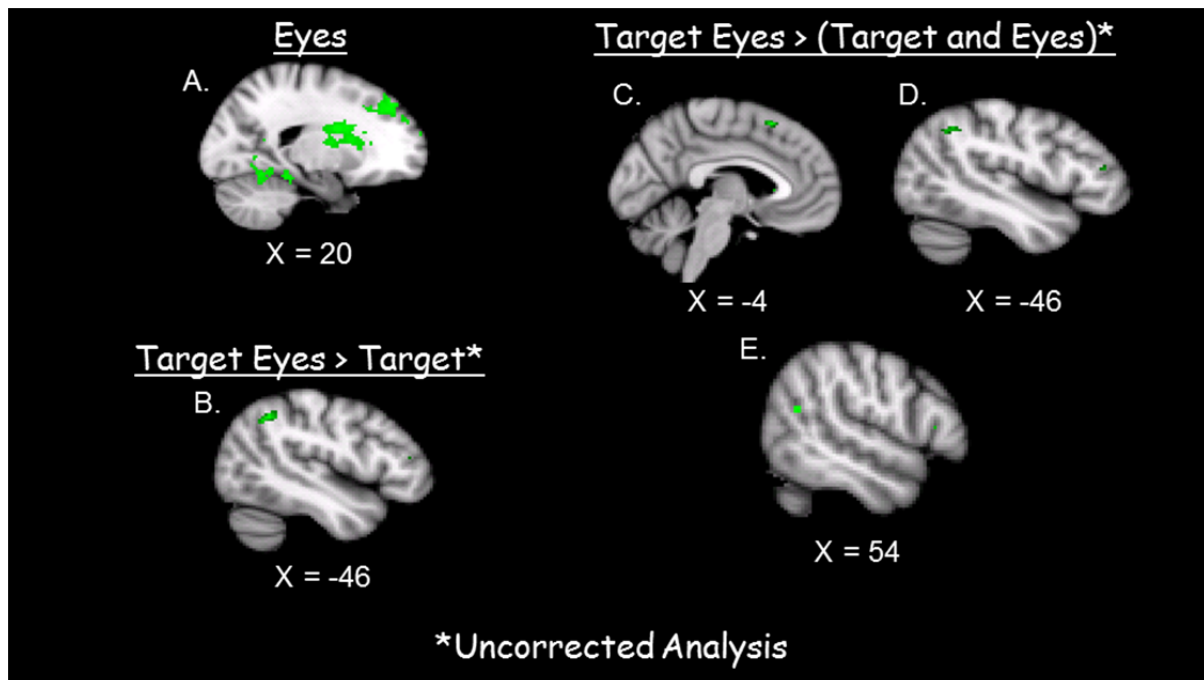 Eyes
A.
X = 20
Target Eyes > (Target and Eyes)*
C.
X = -4
D.
X = -46
Target Eyes > Target*
B.
X = -46
E.
X = 54
*Uncorrected Analysis